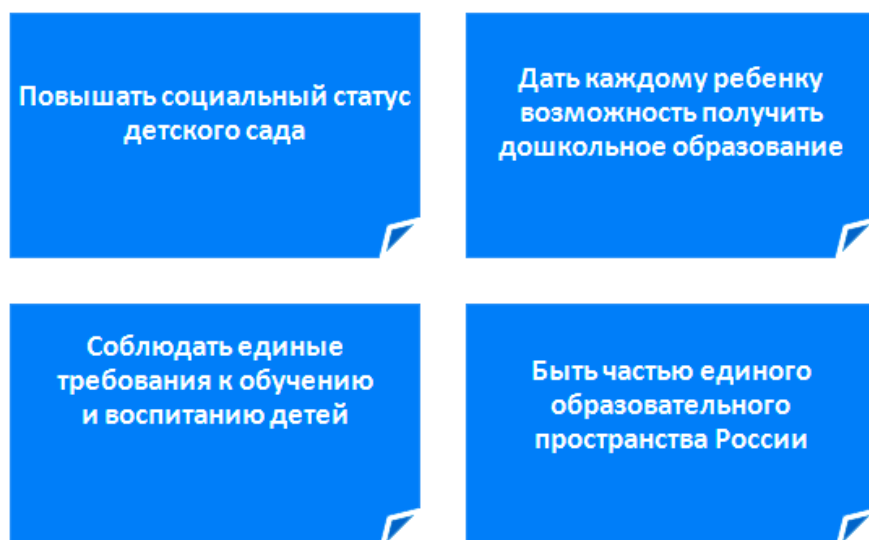 Повышать социальный статус
детского сада
Дать каждому ребенку
возможность получить
дошкольное образование
Соблюдать единые
требования к обучению
и воспитанию детей
Быть частью единого
образовательного
пространства России